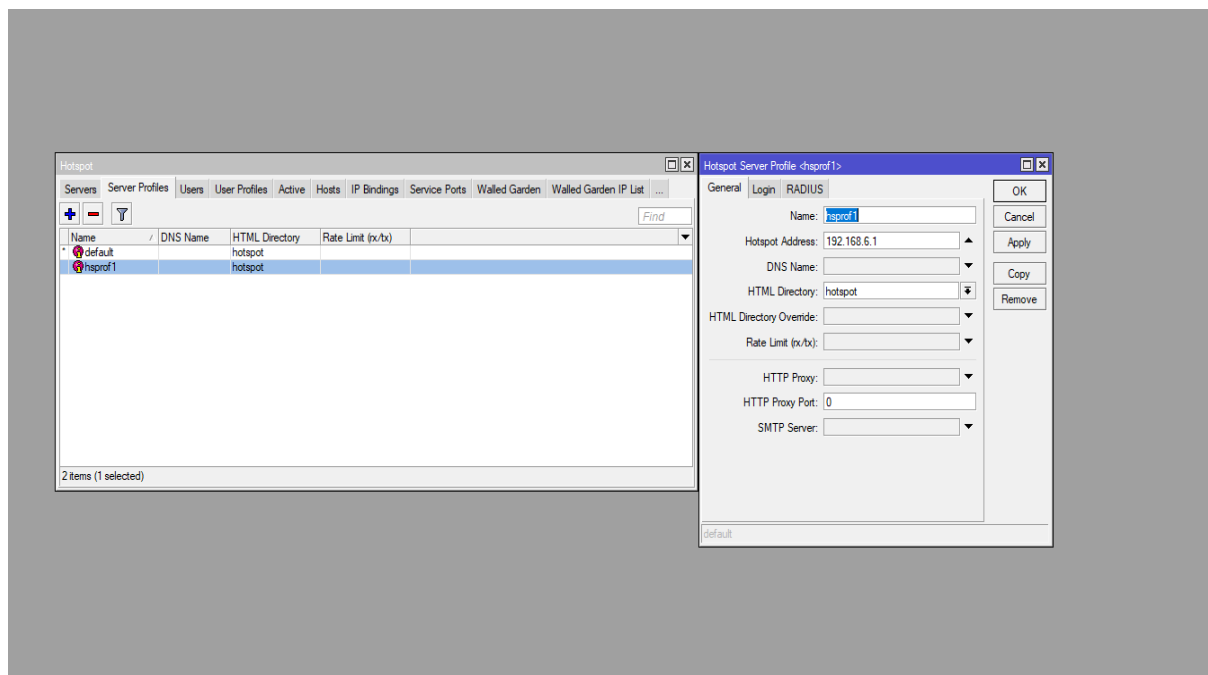 Hotspot
Servers Server Profiles Users User Profiles Active Hosts IP Bindings Service Ports Walled Garden Walled Garden IP List ...
Find
Name / DNS Name HTML Directory Rate Limit (rx/tx)
* default hotspot
hsprof1 hotspot
2 items (1 selected)
Hotspot Server Profile <hsprof1>
General Login RADIUS
Name: hsprof1
Hotspot Address: 192.168.6.1
DNS Name:
HTML Directory: hotspot
HTML Directory Override:
Rate Limit (rx/tx):
HTTP Proxy:
HTTP Proxy Port: 0
SMTP Server:
OK
Cancel
Apply
Copy
Remove
default